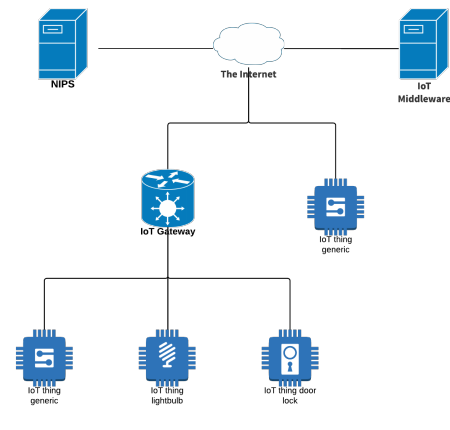 The Internet
NIPS
IoT
Middleware
IoT Gateway
IoT thing
generic
IoT thing
generic
IoT thing
lightbulb
IoT thing door
lock